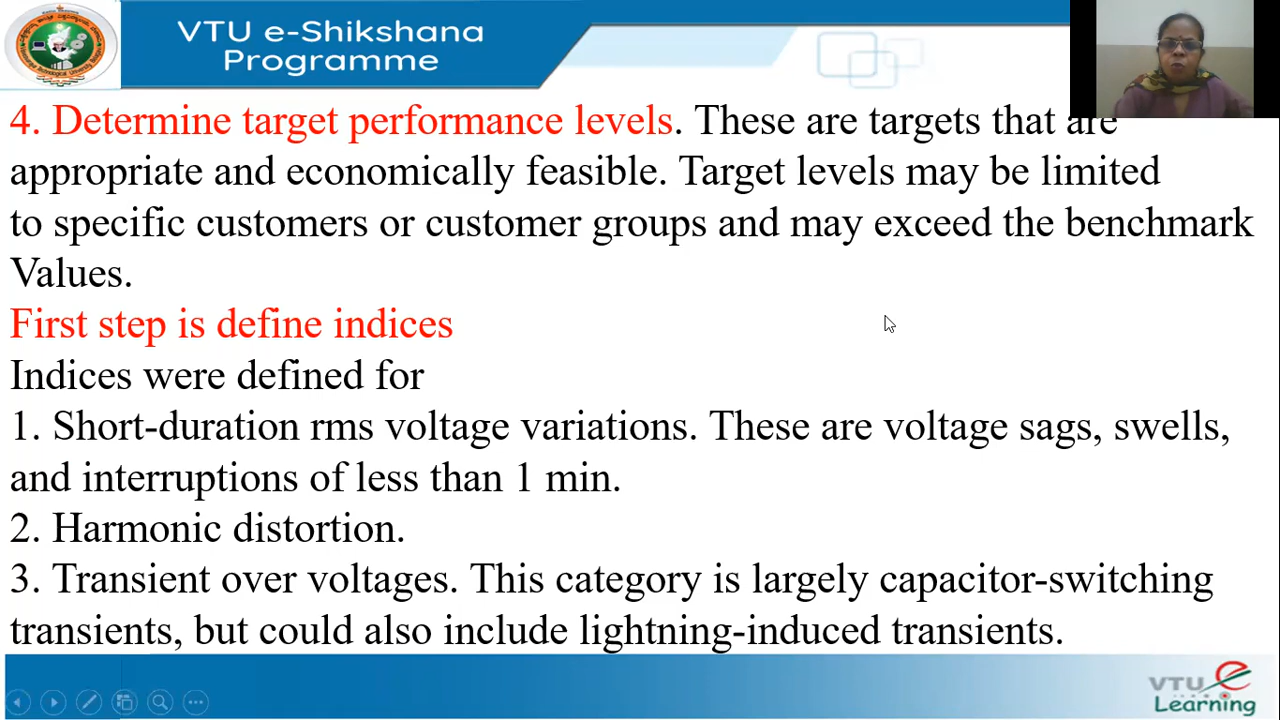 VTU e-Shikshana
Programme
4. Determine target performance levels. These are targets that are
appropriate and economically feasible. Target levels may be limited
to specific customers or customer groups and may exceed the benchmark
Values.
First step is define indices
Indices were defined for
1. Short-duration rms voltage variations. These are voltage sags, swells,
and interruptions of less than 1 min.
2. Harmonic distortion.
3. Transient over voltages. This category is largely capacitor-switching
transients, but could also include lightning-induced transients.
VTU e
Learning